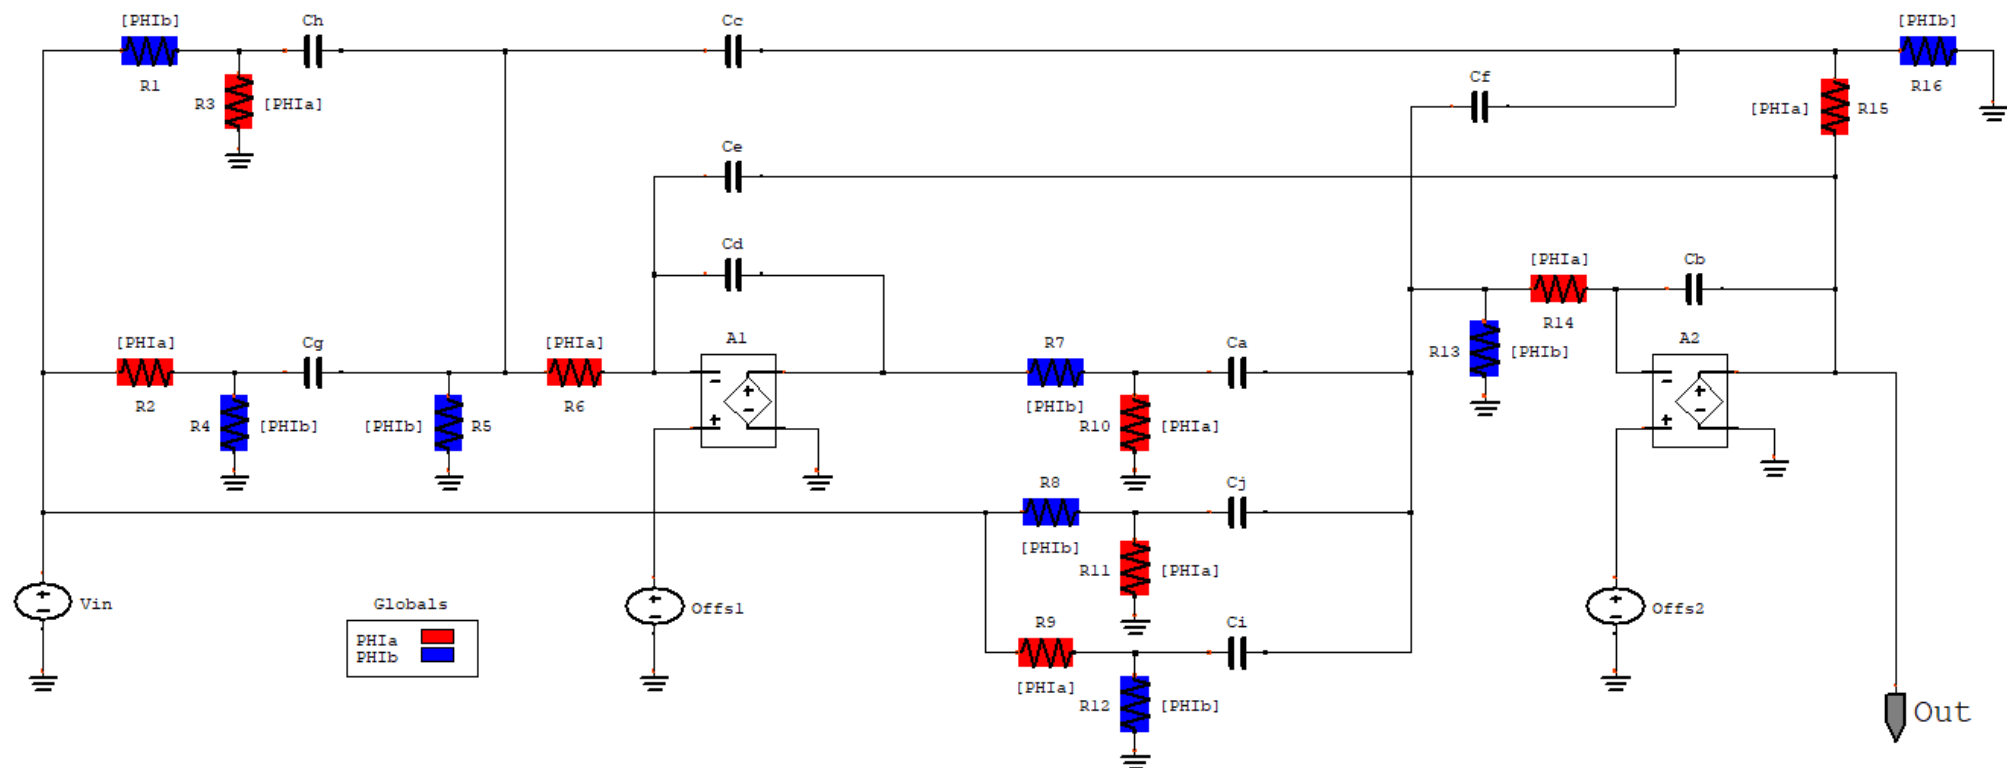 [PHIb] Ch Cc [PHIb]
R1 R3 [PHIa] Cf R16
[PHIa] R15
Ce
Cd
[PHIa] Cb
[PHIa] Cg [PHIa] A1 R7 Ca R14 A2
R13 [PHIb]
R2 R6 [PHIb]
R4 [PHIb] [PHIb] R5 R10 [PHIa]
R8 Cj
[PHIb]
R11 [PHIa]
Vin Globals Offs1 Offs2
PHIa
PHIb
R9 Ci
[PHIa]
R12 [PHIb]
Out
- + + - - + + -
+ - + - + -